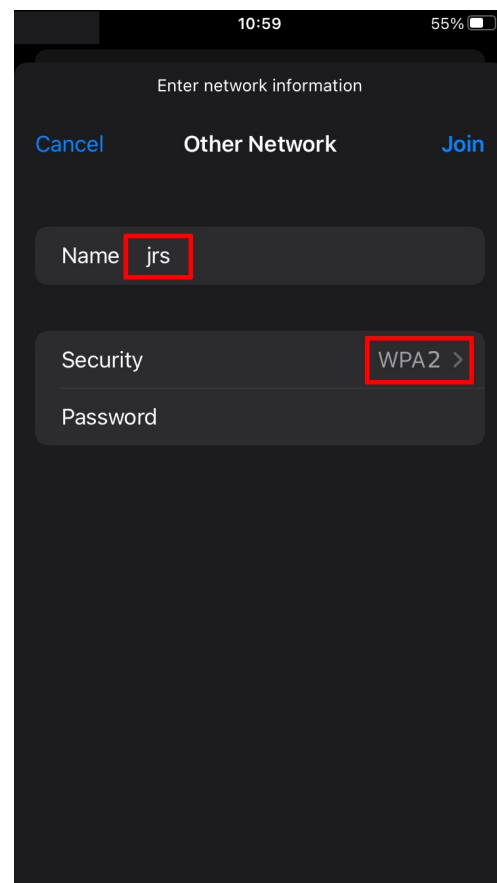 10:59 55%
Enter network information
Cancel Other Network Join
Name jrs
Security WPA2 >
Password